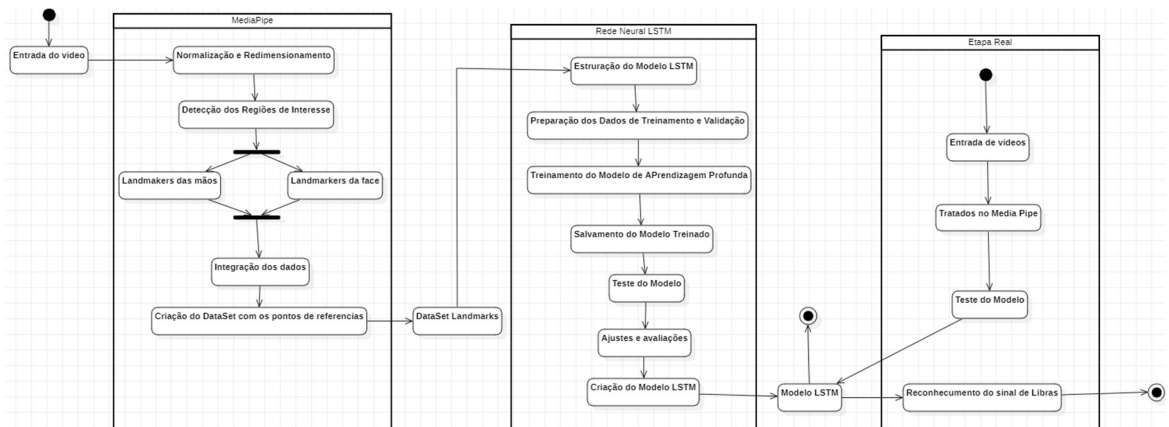 MediaPipe
Entrada do video
Normalização e Redimensionamento
Detecção dos Regiões de Interesse
Landmakers das mãos
Landmarkers da face
Integração dos dados
Criação do DataSet com os pontos de referencias
DataSet Landmarks
Rede Neural LSTM
Estruração do Modelo LSTM
Preparação dos Dados de Treinamento e Validação
Treinamento do Modelo de APrendizagem Profunda
Salvamento do Modelo Treinado
Teste do Modelo
Ajustes e avaliações
Criação do Modelo LSTM
Modelo LSTM
Etapa Real
Entrada de videos
Tratados no Media Pipe
Teste do Modelo
Reconhecumento do sinal de Libras